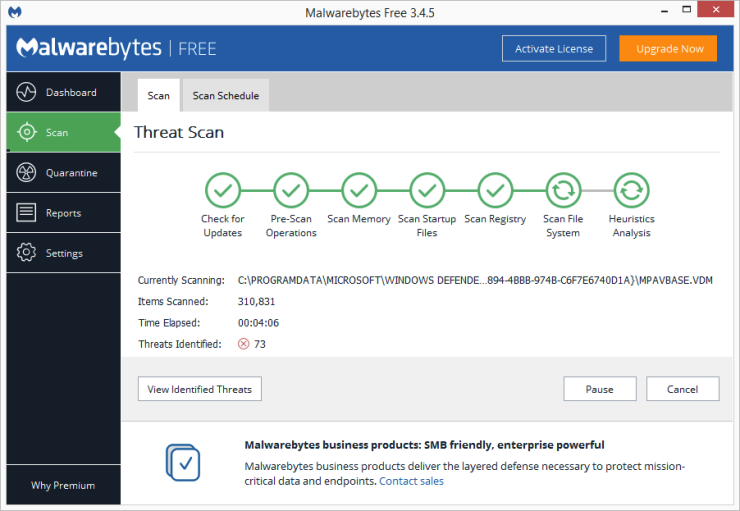 Malwarebytes Free 3.4.5
Malwarebytes | FREE
Activate License
Upgrade Now
Dashboard
Scan
Quarantine
Reports
Settings
Why Premium
Scan
Scan Schedule
Threat Scan
Check for
Updates
Pre-Scan
Operations
Scan Memory
Scan Startup
Files
Scan Registry
Scan File
System
Heuristics
Analysis
Currently Scanning: C:\PROGRAMDATA\MICROSOFT\WINDOWS DEFENDE...894-4BBB-974B-C6F7E6740D1A}\MPAVBASE.VDM
Items Scanned: 310,831
Time Elapsed: 00:04:06
Threats Identified: 73
View Identified Threats
Pause
Cancel
Malwarebytes business products: SMB friendly, enterprise powerful
Malwarebytes business products deliver the layered defense necessary to protect mission-
critical data and endpoints. Contact sales